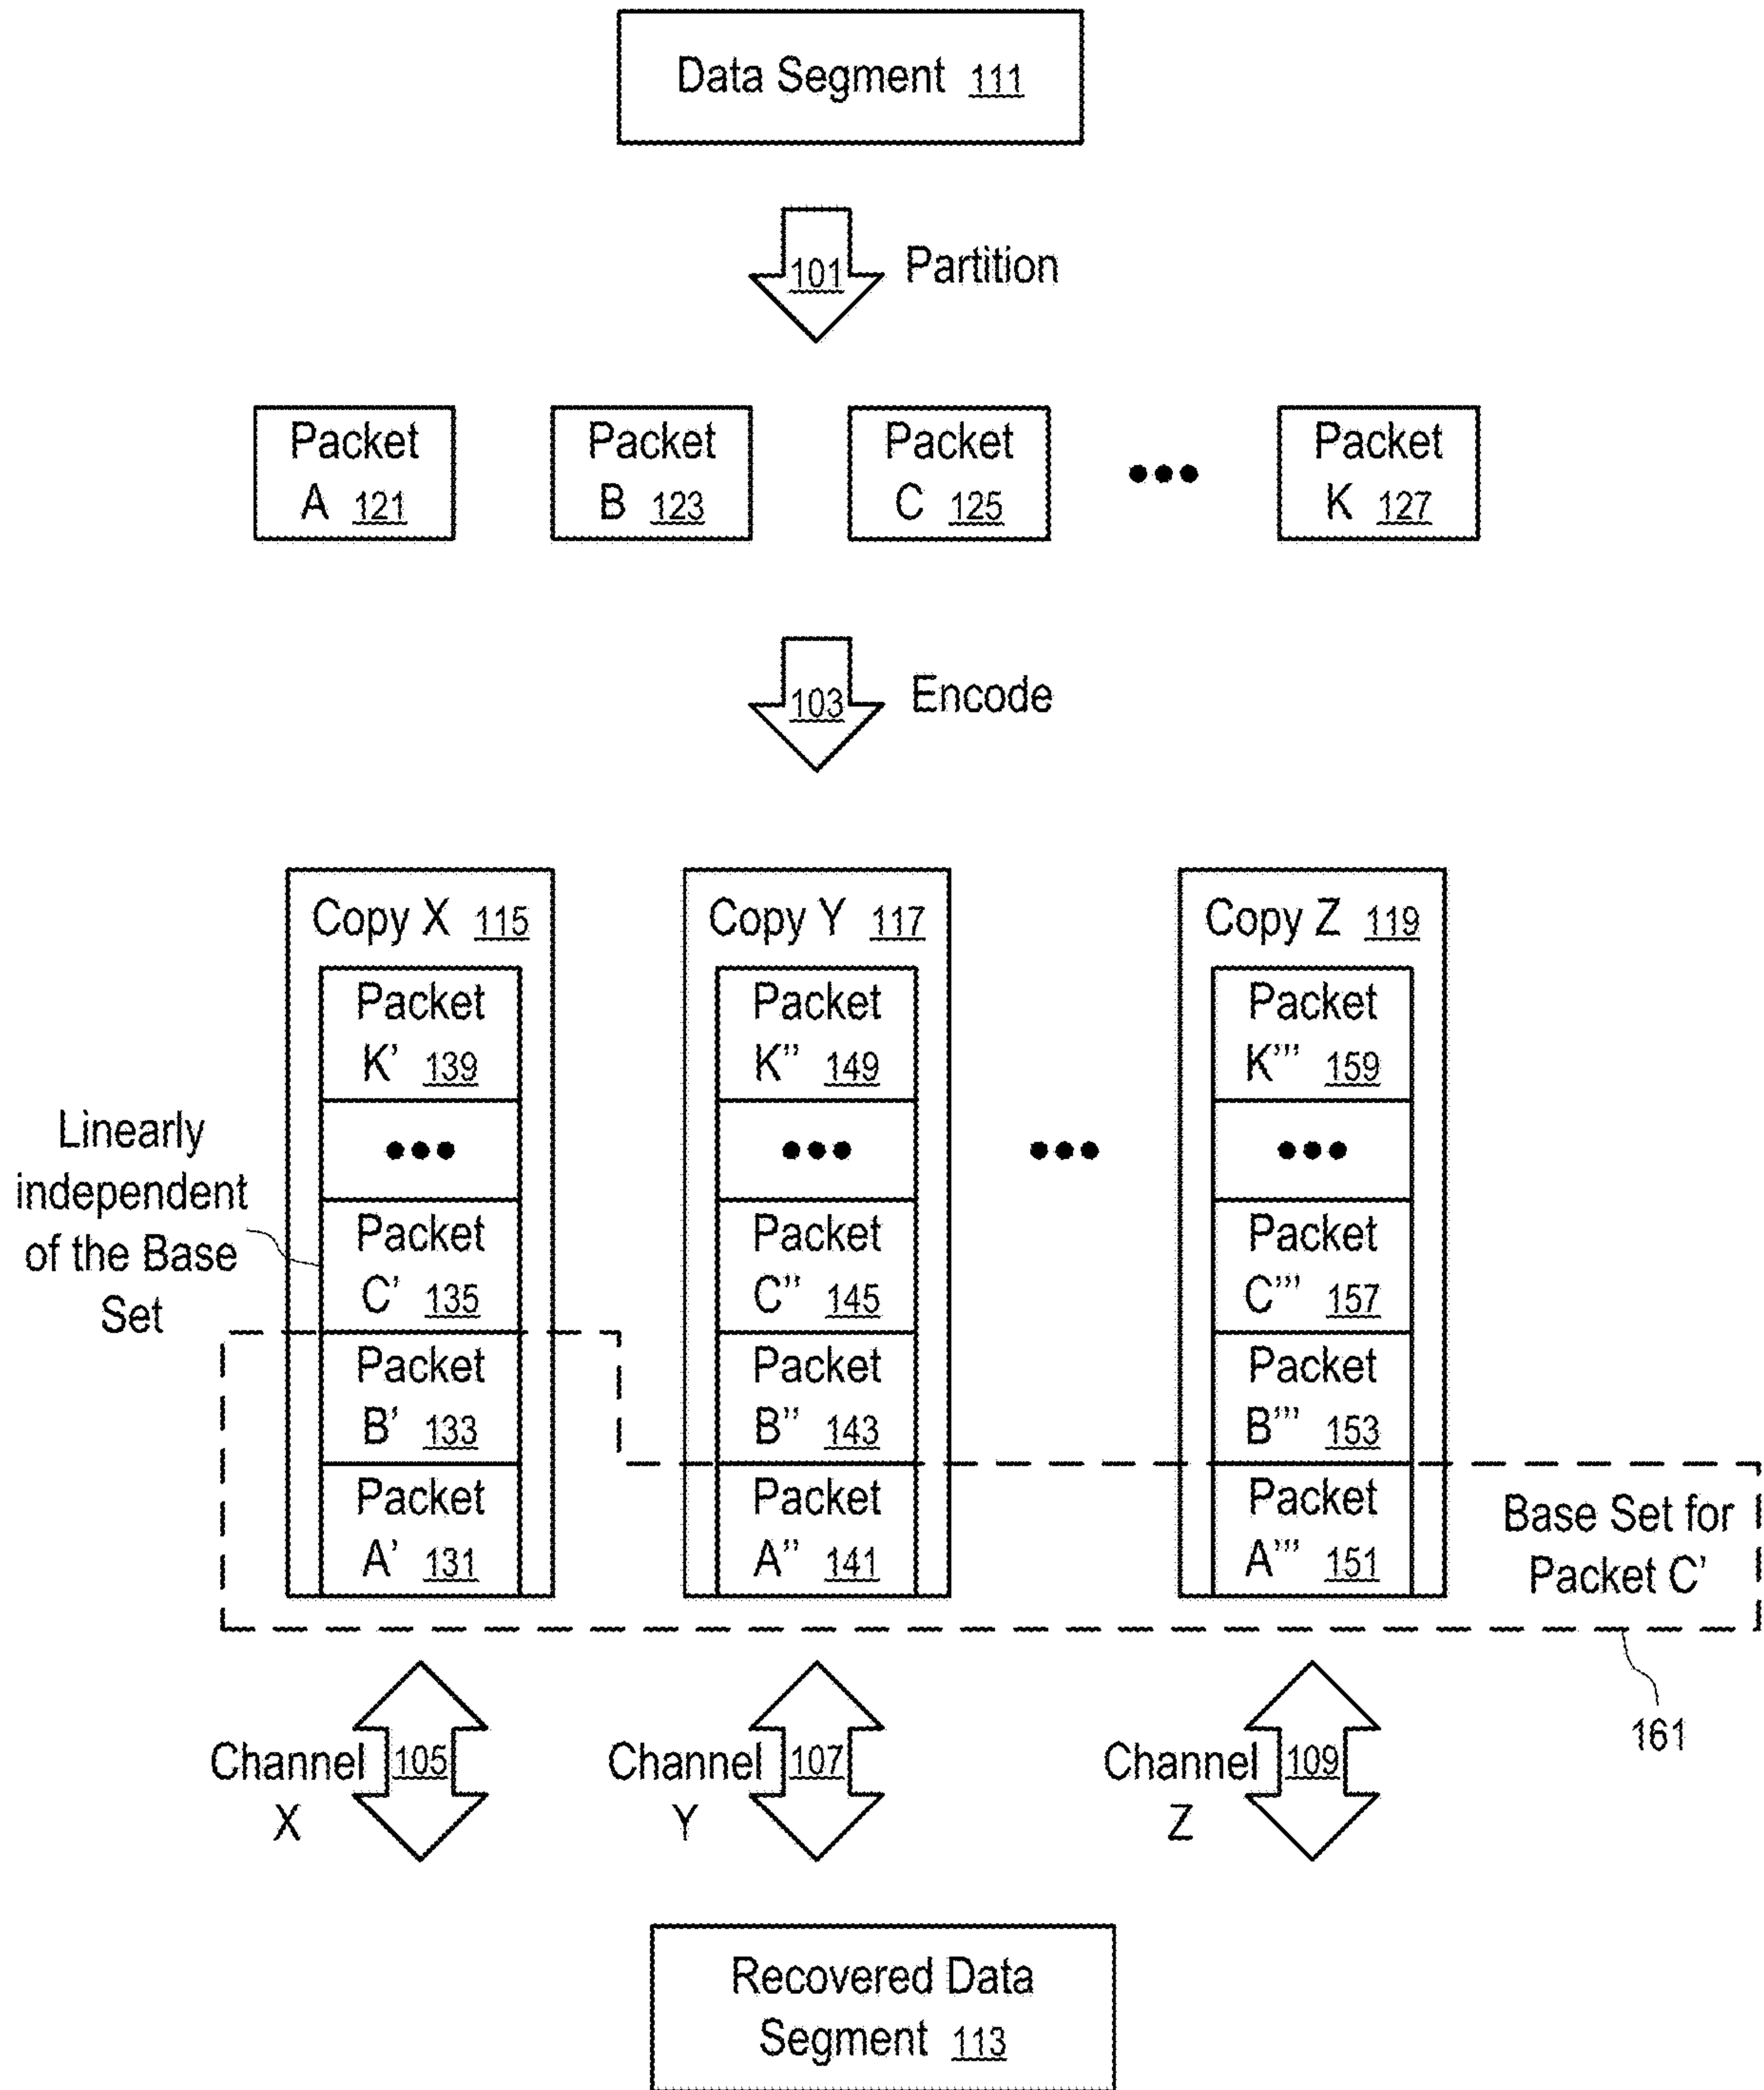 Data Segment 111
101 Partition
Packet
A 121
Packet
B 123
Packet
C 125
•••
Packet
K 127
103 Encode
Copy X 115
Packet
K' 139
•••
Packet
C' 135
Packet
B' 133
Packet
A' 131
Linearly
independent
of the Base
Set
Copy Y 117
Packet
K'' 149
•••
Packet
C'' 145
Packet
B'' 143
Packet
A'' 141
•••
Copy Z 119
Packet
K''' 159
•••
Packet
C''' 157
Packet
B''' 153
Packet
A''' 151
Base Set for
Packet C'
161
Channel 105
X
Channel 107
Y
Channel 109
Z
Recovered Data
Segment 113